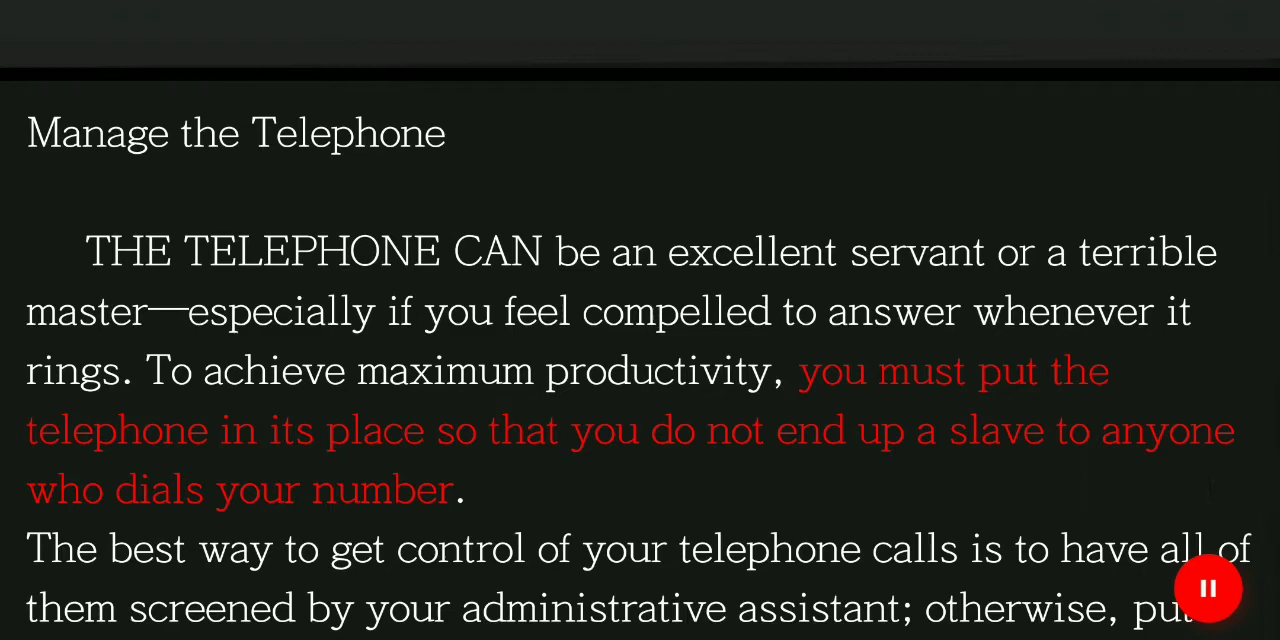 Manage the Telephone
THE TELEPHONE CAN be an excellent servant or a terrible
master—especially if you feel compelled to answer whenever it
rings. To achieve maximum productivity, you must put the
telephone in its place so that you do not end up a slave to anyone
who dials your number.
The best way to get control of your telephone calls is to have all of
them screened by your administrative assistant; otherwise, put